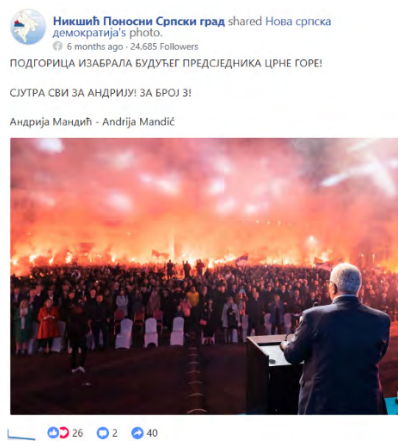 Никшић Поносни Српски град shared Нова српска
демократија's photo.
6 months ago · 24.685 Followers
ПОДГОРИЦА ИЗАБРАЛА БУДУЋЕГ ПРЕДСЈЕДНИКА ЦРНЕ ГОРЕ!
СЈУТРА СВИ ЗА АНДРИЈУ! ЗА БРОЈ 3!
Андрија Мандић - Andrija Mandić
26 2 40